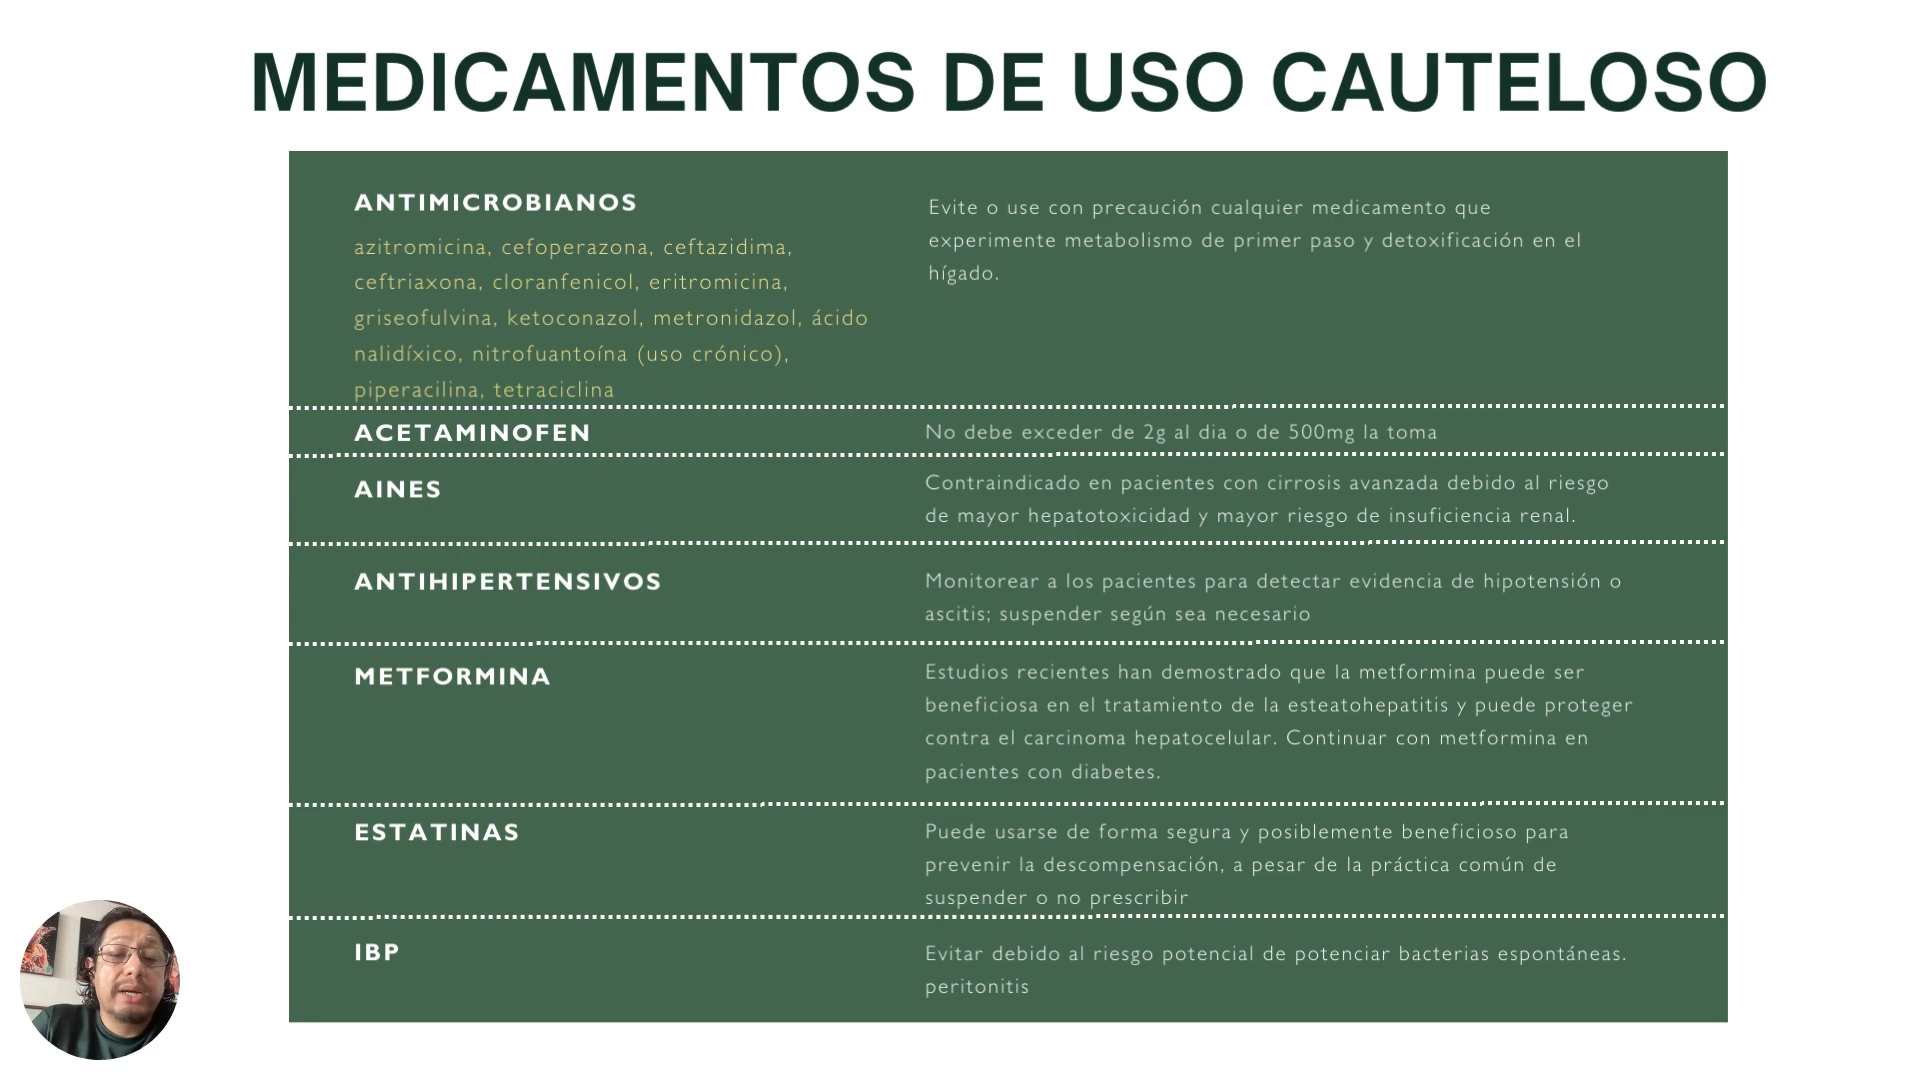 MEDICAMENTOS DE USO CAUTELOSO
ANTIMICROBIANOS
azitromicina, cefoperazona, ceftazidima,
ceftriaxona, cloranfenicol, eritromicina,
griseofulvina, ketoconazol, metronidazol, ácido
nalidíxico, nitrofuantoína (uso crónico),
piperacilina, tetraciclina
Evite o use con precaución cualquier medicamento que
experimente metabolismo de primer paso y detoxificación en el
hígado.
ACETAMINOFEN
No debe exceder de 2g al dia o de 500mg la toma
AINES
Contraindicado en pacientes con cirrosis avanzada debido al riesgo
de mayor hepatotoxicidad y mayor riesgo de insuficiencia renal.
ANTIHIPERTENSIVOS
Monitorear a los pacientes para detectar evidencia de hipotensión o
ascitis; suspender según sea necesario
METFORMINA
Estudios recientes han demostrado que la metformina puede ser
beneficiosa en el tratamiento de la esteatohepatitis y puede proteger
contra el carcinoma hepatocelular. Continuar con metformina en
pacientes con diabetes.
ESTATINAS
Puede usarse de forma segura y posiblemente beneficioso para
prevenir la descompensación, a pesar de la práctica común de
suspender o no prescribir
IBP
Evitar debido al riesgo potencial de potenciar bacterias espontáneas.
peritonitis